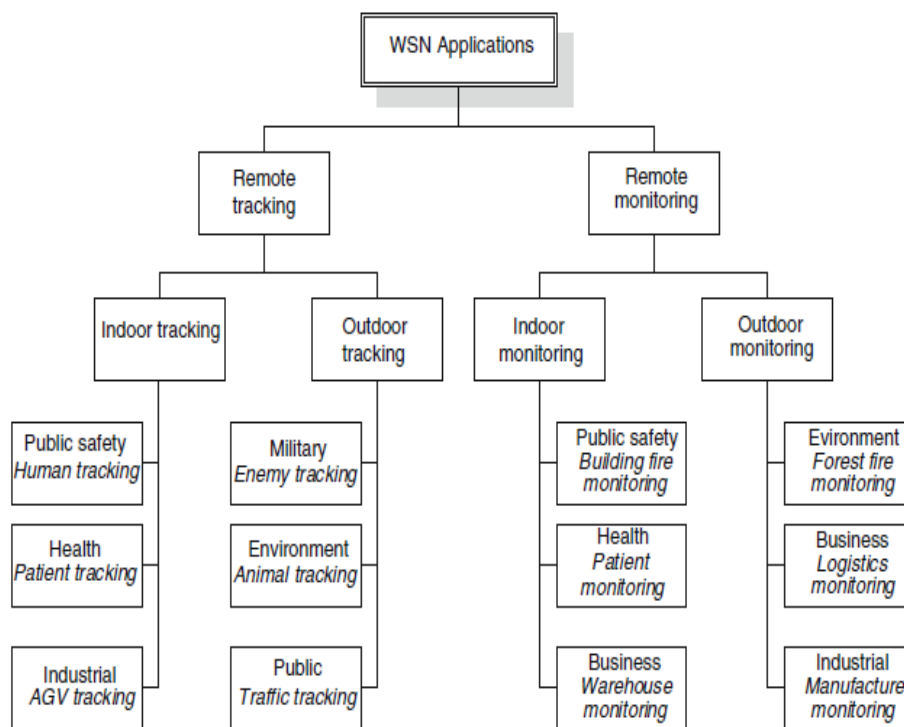 WSN Applications
Remote
tracking
Remote
monitoring
Indoor tracking
Outdoor
tracking
Indoor
monitoring
Outdoor
monitoring
Public safety
Human tracking
Military
Enemy tracking
Public safety
Building fire
monitoring
Evironment
Forest fire
monitoring
Health
Patient tracking
Environment
Animal tracking
Health
Patient
monitoring
Business
Logistics
monitoring
Industrial
AGV tracking
Public
Traffic tracking
Business
Warehouse
monitoring
Industrial
Manufacture
monitoring